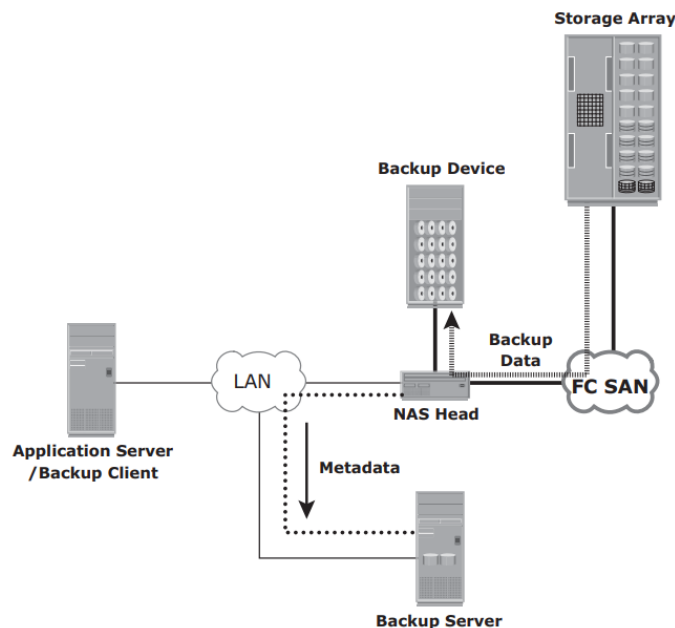 Storage Array
Backup Device
Backup
Data
LAN
FC SAN
NAS Head
Application Server
/Backup Client
Metadata
Backup Server